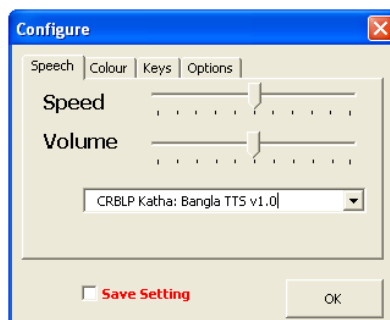 Configure
Speech Colour Keys Options
Speed
Volume
CRBLP Katha: Bangla TTS v1.0
Save Setting
OK